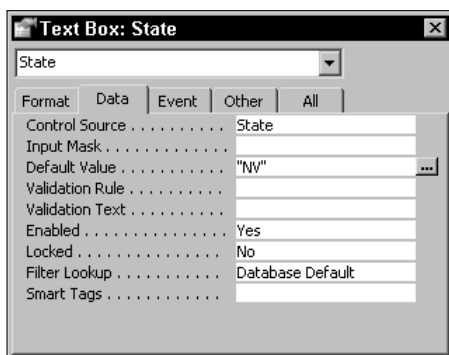 Text Box: State
State
Format Data Event Other All
Control Source . . . . . . . . . . State
Input Mask . . . . . . . . . . . . .
Default Value . . . . . . . . . . . "NV" ...
Validation Rule . . . . . . . . . .
Validation Text . . . . . . . . . .
Enabled . . . . . . . . . . . . . . . Yes
Locked . . . . . . . . . . . . . . . . No
Filter Lookup . . . . . . . . . . . Database Default
Smart Tags . . . . . . . . . . . .